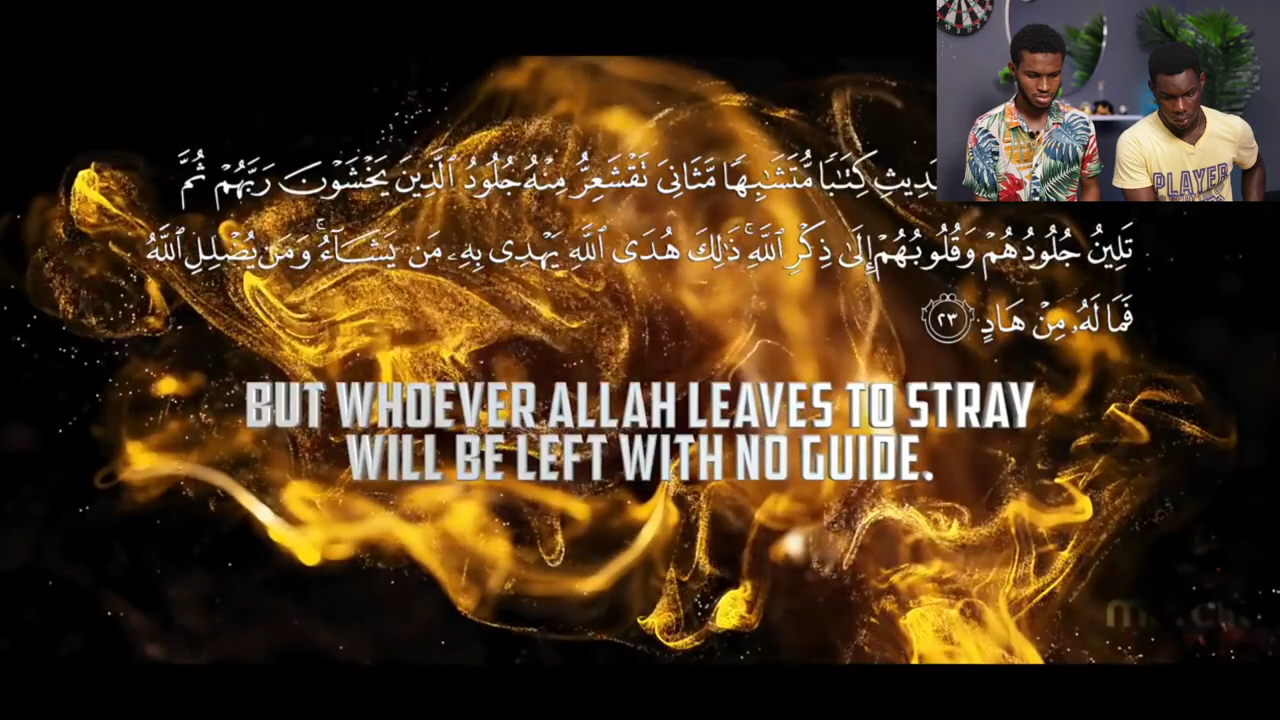 كِتَٰبًا مُّتَشَٰبِهًا مَّثَانِىَ تَقْشَعِرُّ مِنْهُ جُلُودُ ٱلَّذِينَ يَخْشَوْنَ رَبَّهُمْ ثُمَّ
تَلِينُ جُلُودُهُمْ وَقُلُوبُهُمْ إِلَىٰ ذِكْرِ ٱللَّهِ ۚ ذَٰلِكَ هُدَى ٱللَّهِ يَهْدِى بِهِۦ مَن يَشَآءُ ۚ وَمَن يُضْلِلِ ٱللَّهُ
فَمَا لَهُۥ مِنْ هَادٍ ٢٣
BUT WHOEVER ALLAH LEAVES TO STRAY
WILL BE LEFT WITH NO GUIDE.
PLAYER